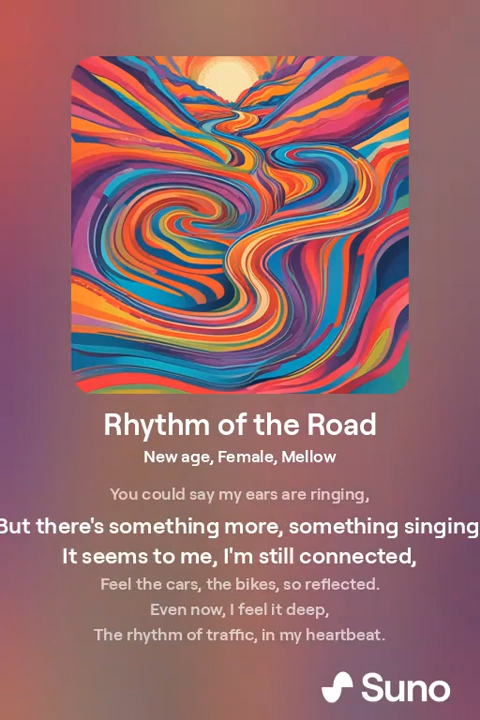 Rhythm of the Road
New age, Female, Mellow
You could say my ears are ringing,
But there's something more, something singing
It seems to me, I'm still connected,
Feel the cars, the bikes, so reflected.
Even now, I feel it deep,
The rhythm of traffic, in my heartbeat.
Suno